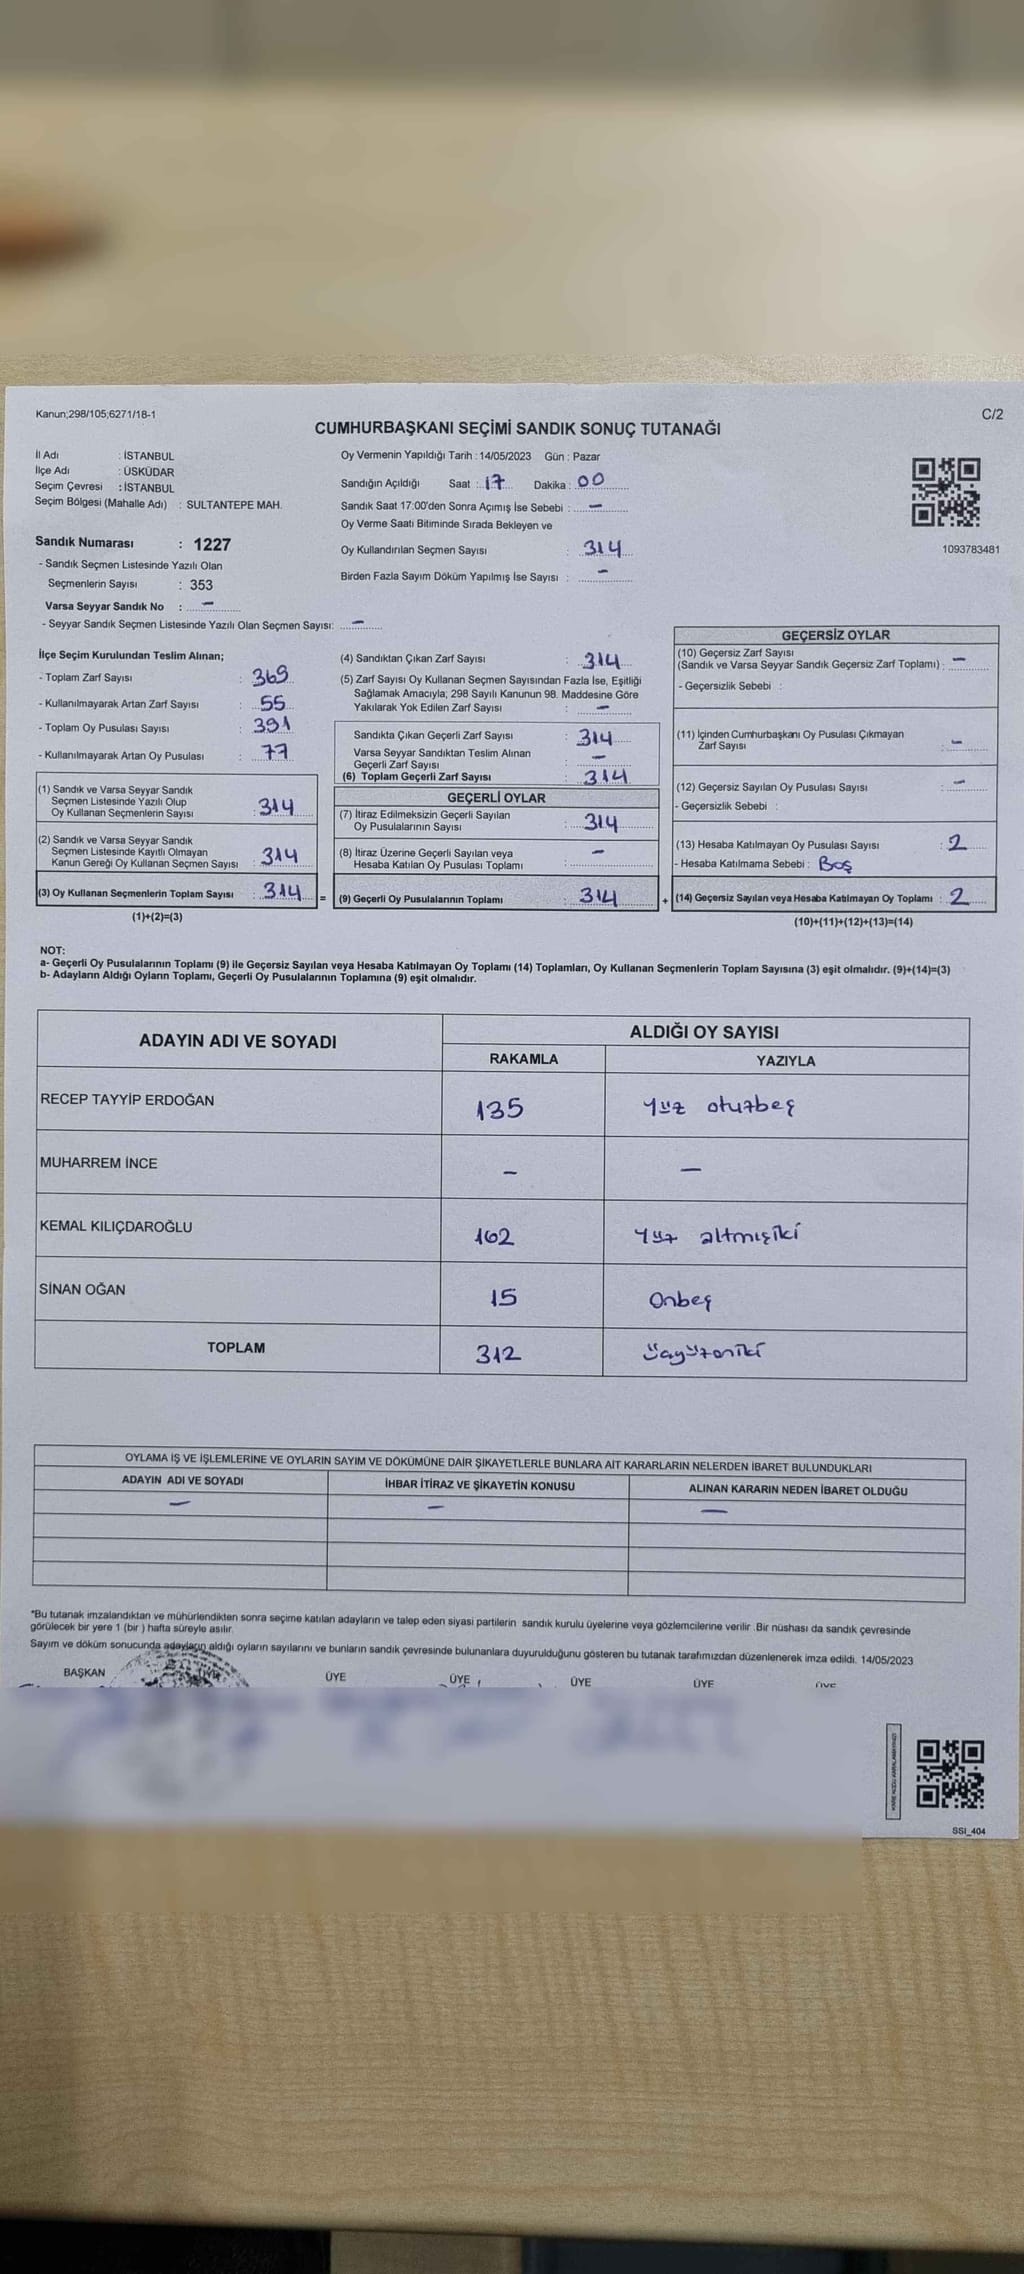 Kanun;298/105;6271/18-1
C/2
CUMHURBAŞKANI SEÇİMİ SANDIK SONUÇ TUTANAĞI
İl Adı : İSTANBUL
İlçe Adı : ÜSKÜDAR
Seçim Çevresi : İSTANBUL
Seçim Bölgesi (Mahalle Adı) : SULTANTEPE MAH.
Sandık Numarası : 1227
- Sandık Seçmen Listesinde Yazılı Olan
Seçmenlerin Sayısı : 353
Varsa Seyyar Sandık No : –
- Seyyar Sandık Seçmen Listesinde Yazılı Olan Seçmen Sayısı: –
Oy Vermenin Yapıldığı Tarih : 14/05/2023 Gün : Pazar
Sandığın Açıldığı Saat : 17 Dakika : 00
Sandık Saat 17:00'den Sonra Açımış İse Sebebi : –
Oy Verme Saati Bitiminde Sırada Bekleyen ve
Oy Kullandırılan Seçmen Sayısı : 314
Birden Fazla Sayım Döküm Yapılmış İse Sayısı : –
1093783481
İlçe Seçim Kurulundan Teslim Alınan;
- Toplam Zarf Sayısı : 369
- Kullanılmayarak Artan Zarf Sayısı : 55
- Toplam Oy Pusulası Sayısı : 391
- Kullanılmayarak Artan Oy Pusulası : 77
(1) Sandık ve Varsa Seyyar Sandık
Seçmen Listesinde Yazılı Olup
Oy Kullanan Seçmenlerin Sayısı : 314
(2) Sandık ve Varsa Seyyar Sandık
Seçmen Listesinde Kayıtlı Olmayan
Kanun Gereği Oy Kullanan Seçmen Sayısı : 314
(3) Oy Kullanan Seçmenlerin Toplam Sayısı : 314 =
(1)+(2)=(3)
(4) Sandıktan Çıkan Zarf Sayısı : 314
(5) Zarf Sayısı Oy Kullanan Seçmen Sayısından Fazla İse, Eşitliği
Sağlamak Amacıyla; 298 Sayılı Kanunun 98. Maddesine Göre
Yakılarak Yok Edilen Zarf Sayısı : –
Sandıkta Çıkan Geçerli Zarf Sayısı : 314
Varsa Seyyar Sandıktan Teslim Alınan
Geçerli Zarf Sayısı : –
(6) Toplam Geçerli Zarf Sayısı : 314
GEÇERLİ OYLAR
(7) İtiraz Edilmeksizin Geçerli Sayılan
Oy Pusulalarının Sayısı : 314
(8) İtiraz Üzerine Geçerli Sayılan veya
Hesaba Katılan Oy Pusulası Toplamı : –
(9) Geçerli Oy Pusulalarının Toplamı : 314 +
GEÇERSİZ OYLAR
(10) Geçersiz Zarf Sayısı
(Sandık ve Varsa Seyyar Sandık Geçersiz Zarf Toplamı) : –
- Geçersizlik Sebebi :
(11) İçinden Cumhurbaşkanı Oy Pusulası Çıkmayan
Zarf Sayısı : –
(12) Geçersiz Sayılan Oy Pusulası Sayısı : –
- Geçersizlik Sebebi :
(13) Hesaba Katılmayan Oy Pusulası Sayısı : 2
- Hesaba Katılmama Sebebi : Boş
(14) Geçersiz Sayılan veya Hesaba Katılmayan Oy Toplamı : 2
(10)+(11)+(12)+(13)=(14)
NOT:
a- Geçerli Oy Pusulalarının Toplamı (9) ile Geçersiz Sayılan veya Hesaba Katılmayan Oy Toplamı (14) Toplamları, Oy Kullanan Seçmenlerin Toplam Sayısına (3) eşit olmalıdır. (9)+(14)=(3)
b- Adayların Aldığı Oyların Toplamı, Geçerli Oy Pusulalarının Toplamına (9) eşit olmalıdır.
ADAYIN ADI VE SOYADI
ALDIĞI OY SAYISI
RAKAMLA YAZIYLA
RECEP TAYYİP ERDOĞAN 135 Yüz otuzbeş
MUHARREM İNCE – –
KEMAL KILIÇDAROĞLU 162 Yüz altmışiki
SİNAN OĞAN 15 Onbeş
TOPLAM 312 üçyüzoniki
OYLAMA İŞ VE İŞLEMLERİNE VE OYLARIN SAYIM VE DÖKÜMÜNE DAİR ŞİKAYETLERLE BUNLARA AİT KARARLARIN NELERDEN İBARET BULUNDUKLARI
ADAYIN ADI VE SOYADI İHBAR İTİRAZ VE ŞİKAYETİN KONUSU ALINAN KARARIN NEDEN İBARET OLDUĞU
– – –
*Bu tutanak imzalandıktan ve mühürlendikten sonra seçime katılan adayların ve talep eden siyasi partilerin sandık kurulu üyelerine veya gözlemcilerine verilir .Bir nüshası da sandık çevresinde
görülecek bir yere 1 (bir ) hafta süreyle asılır.
Sayım ve döküm sonucunda adayların aldığı oyların sayılarını ve bunların sandık çevresinde bulunanlara duyurulduğunu gösteren bu tutanak tarafımızdan düzenlenerek imza edildi. 14/05/2023
BAŞKAN ÜYE ÜYE ÜYE ÜYE ÜYE
SSI_404